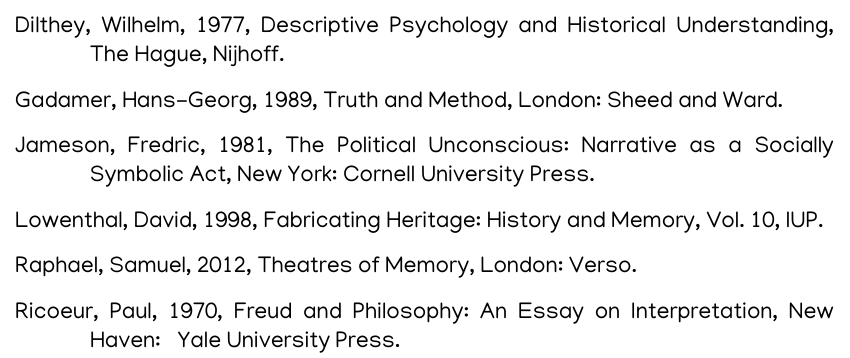 Dilthey, Wilhelm, 1977, Descriptive Psychology and Historical Understanding,
The Hague, Nijhoff.
Gadamer, Hans-Georg, 1989, Truth and Method, London: Sheed and Ward.
Jameson, Fredric, 1981, The Political Unconscious: Narrative as a Socially
Symbolic Act, New York: Cornell University Press.
Lowenthal, David, 1998, Fabricating Heritage: History and Memory, Vol. 10, IUP.
Raphael, Samuel, 2012, Theatres of Memory, London: Verso.
Ricoeur, Paul, 1970, Freud and Philosophy: An Essay on Interpretation, New
Haven: Yale University Press.